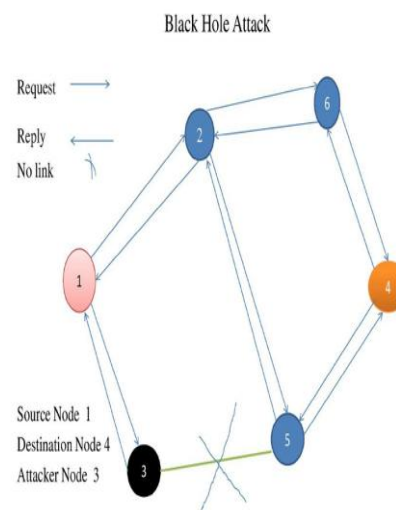 Black Hole Attack
Request
Reply
No link
6
2
1
4
5
3
Source Node 1
Destination Node 4
Attacker Node 3